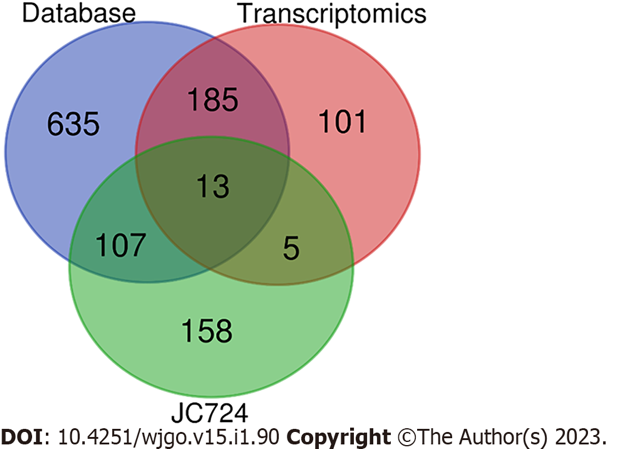 Database Transcriptomics
185
635
101
13
107
5
158
JC724
DOI: 10.4251/wjgo.v15.i1.90 Copyright ©The Author(s) 2023.